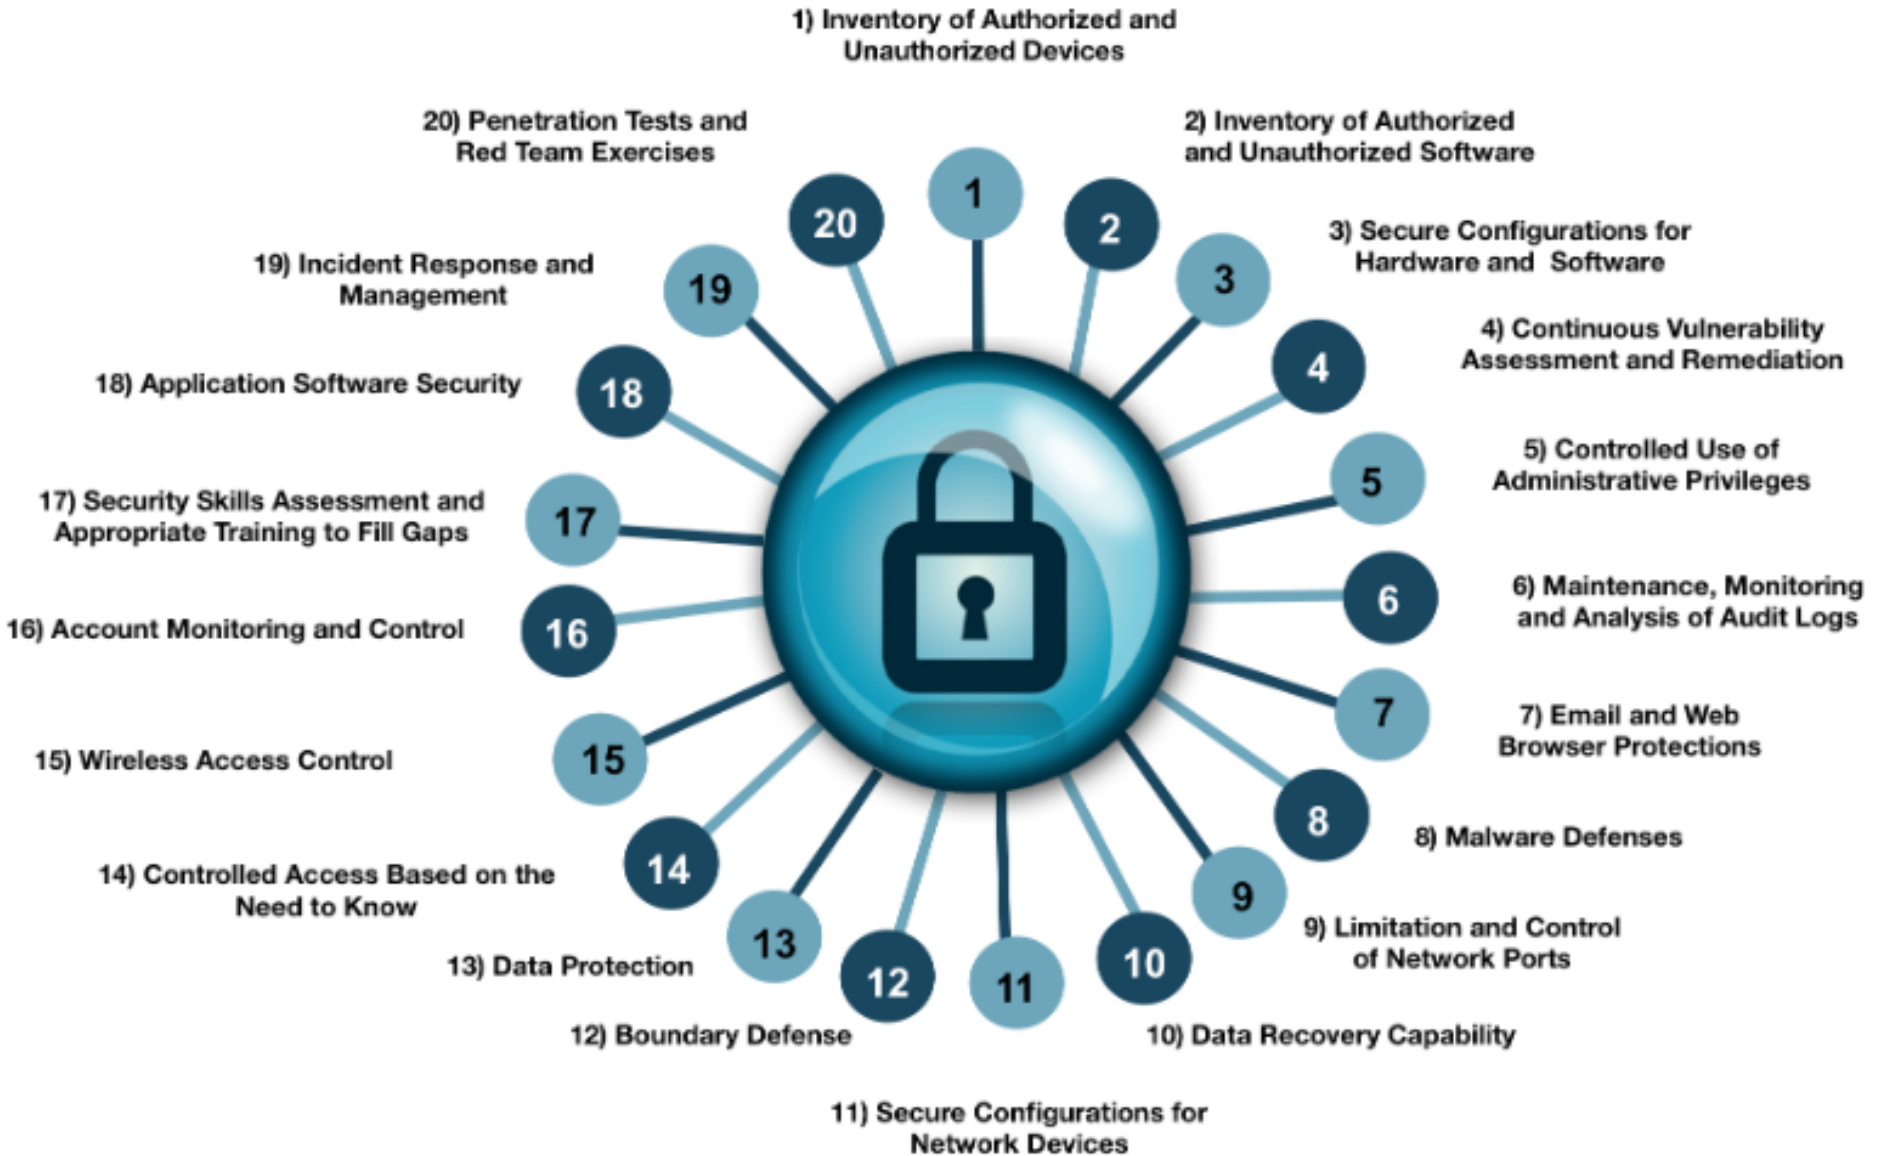 1) Inventory of Authorized and
Unauthorized Devices
2) Inventory of Authorized
and Unauthorized Software
3) Secure Configurations for
Hardware and Software
4) Continuous Vulnerability
Assessment and Remediation
5) Controlled Use of
Administrative Privileges
6) Maintenance, Monitoring
and Analysis of Audit Logs
7) Email and Web
Browser Protections
8) Malware Defenses
9) Limitation and Control
of Network Ports
10) Data Recovery Capability
11) Secure Configurations for
Network Devices
12) Boundary Defense
13) Data Protection
14) Controlled Access Based on the
Need to Know
15) Wireless Access Control
16) Account Monitoring and Control
17) Security Skills Assessment and
Appropriate Training to Fill Gaps
18) Application Software Security
19) Incident Response and
Management
20) Penetration Tests and
Red Team Exercises
1
2
3
4
5
6
7
8
9
10
11
12
13
14
15
16
17
18
19
20